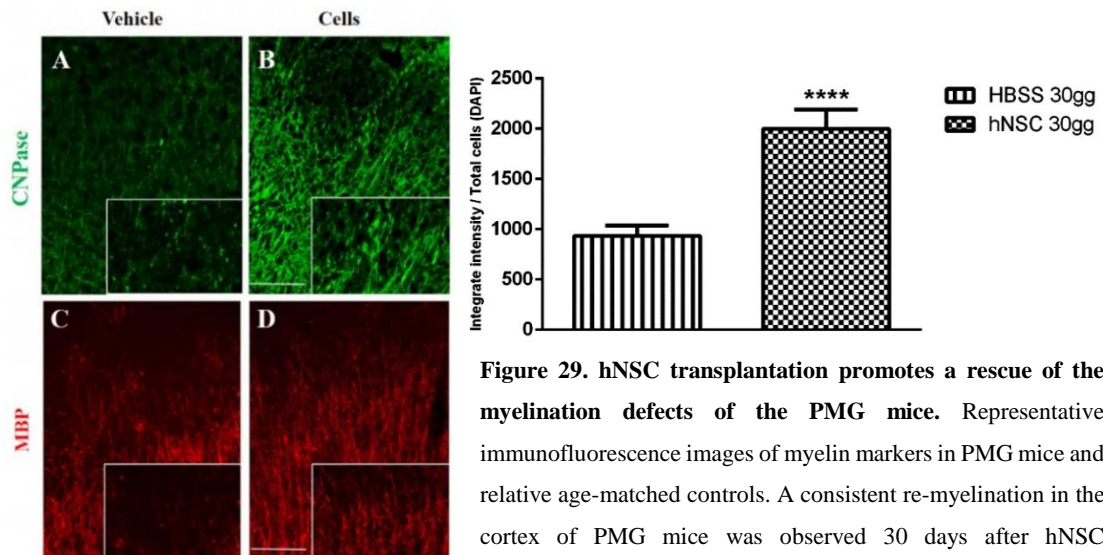 Vehicle
Cells
A
B
CNPase
C
D
MBP
2500
2000
1500
1000
500
0
Integrate intensity / Total cells (DAPI)
****
HBSS 30gg
hNSC 30gg
Figure 29. hNSC transplantation promotes a rescue of the
myelination defects of the PMG mice. Representative
immunofluorescence images of myelin markers in PMG mice and
relative age-matched controls. A consistent re-myelination in the
cortex of PMG mice was observed 30 days after hNSC